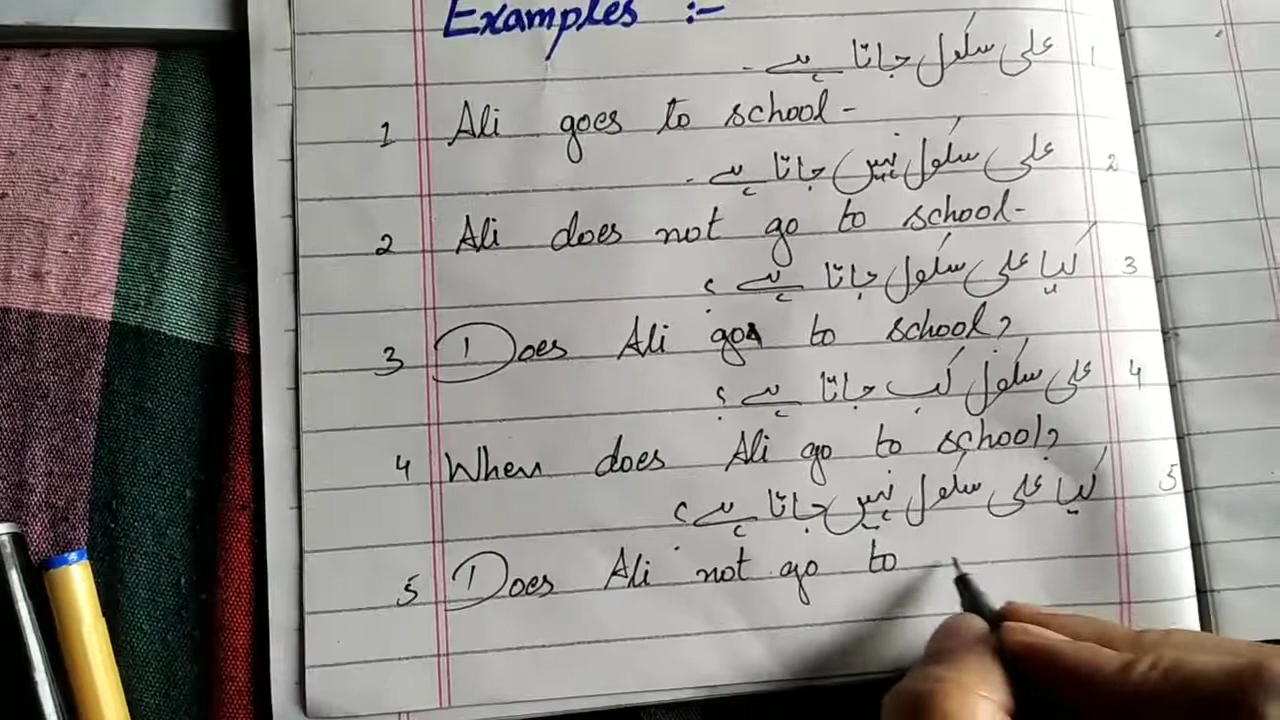 Examples :-
علی سکول جاتا ہے۔ 1
1 Ali goes to school -
علی سکول نہیں جاتا ہے۔ 2
2 Ali does not go to school -
کیا علی سکول جاتا ہے؟ 3
3 Does Ali go to school?
علی سکول کب جاتا ہے؟ 4
4 When does Ali go to school?
کیا علی سکول نہیں جاتا ہے؟ 5
5 Does Ali not go to